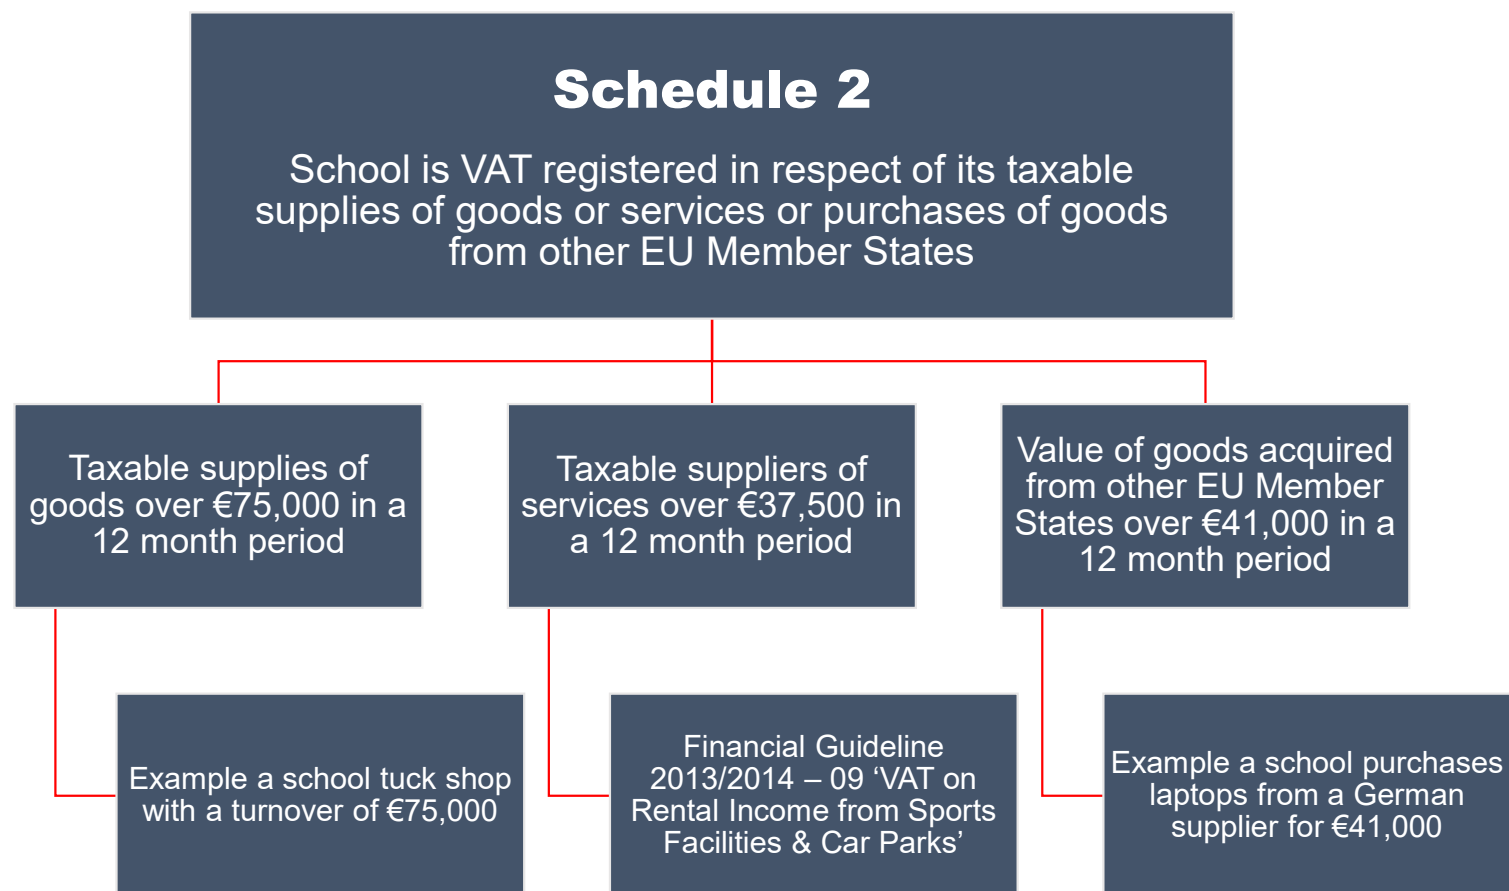 Schedule 2
School is VAT registered in respect of its taxable
supplies of goods or services or purchases of goods
from other EU Member States
Taxable supplies of
goods over €75,000 in a
12 month period
Taxable suppliers of
services over €37,500 in
a 12 month period
Value of goods acquired
from other EU Member
States over €41,000 in a
12 month period
Example a school tuck shop
with a turnover of €75,000
Financial Guideline
2013/2014 – 09 ‘VAT on
Rental Income from Sports
Facilities & Car Parks’
Example a school purchases
laptops from a German
supplier for €41,000